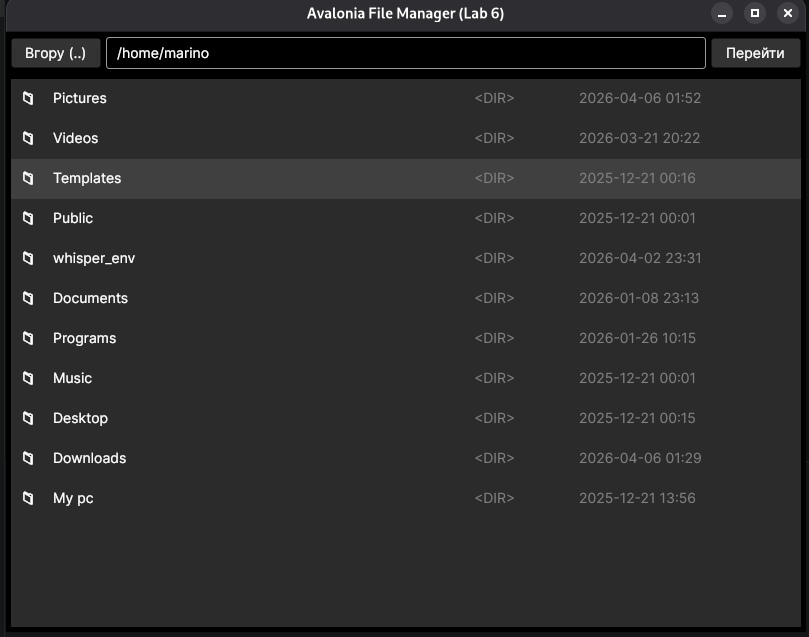 Avalonia File Manager (Lab 6)
Вгору (..) /home/marino Перейти
Pictures <DIR> 2026-04-06 01:52
Videos <DIR> 2026-03-21 20:22
Templates <DIR> 2025-12-21 00:16
Public <DIR> 2025-12-21 00:01
whisper_env <DIR> 2026-04-02 23:31
Documents <DIR> 2026-01-08 23:13
Programs <DIR> 2026-01-26 10:15
Music <DIR> 2025-12-21 00:01
Desktop <DIR> 2025-12-21 00:15
Downloads <DIR> 2026-04-06 01:29
My pc <DIR> 2025-12-21 13:56